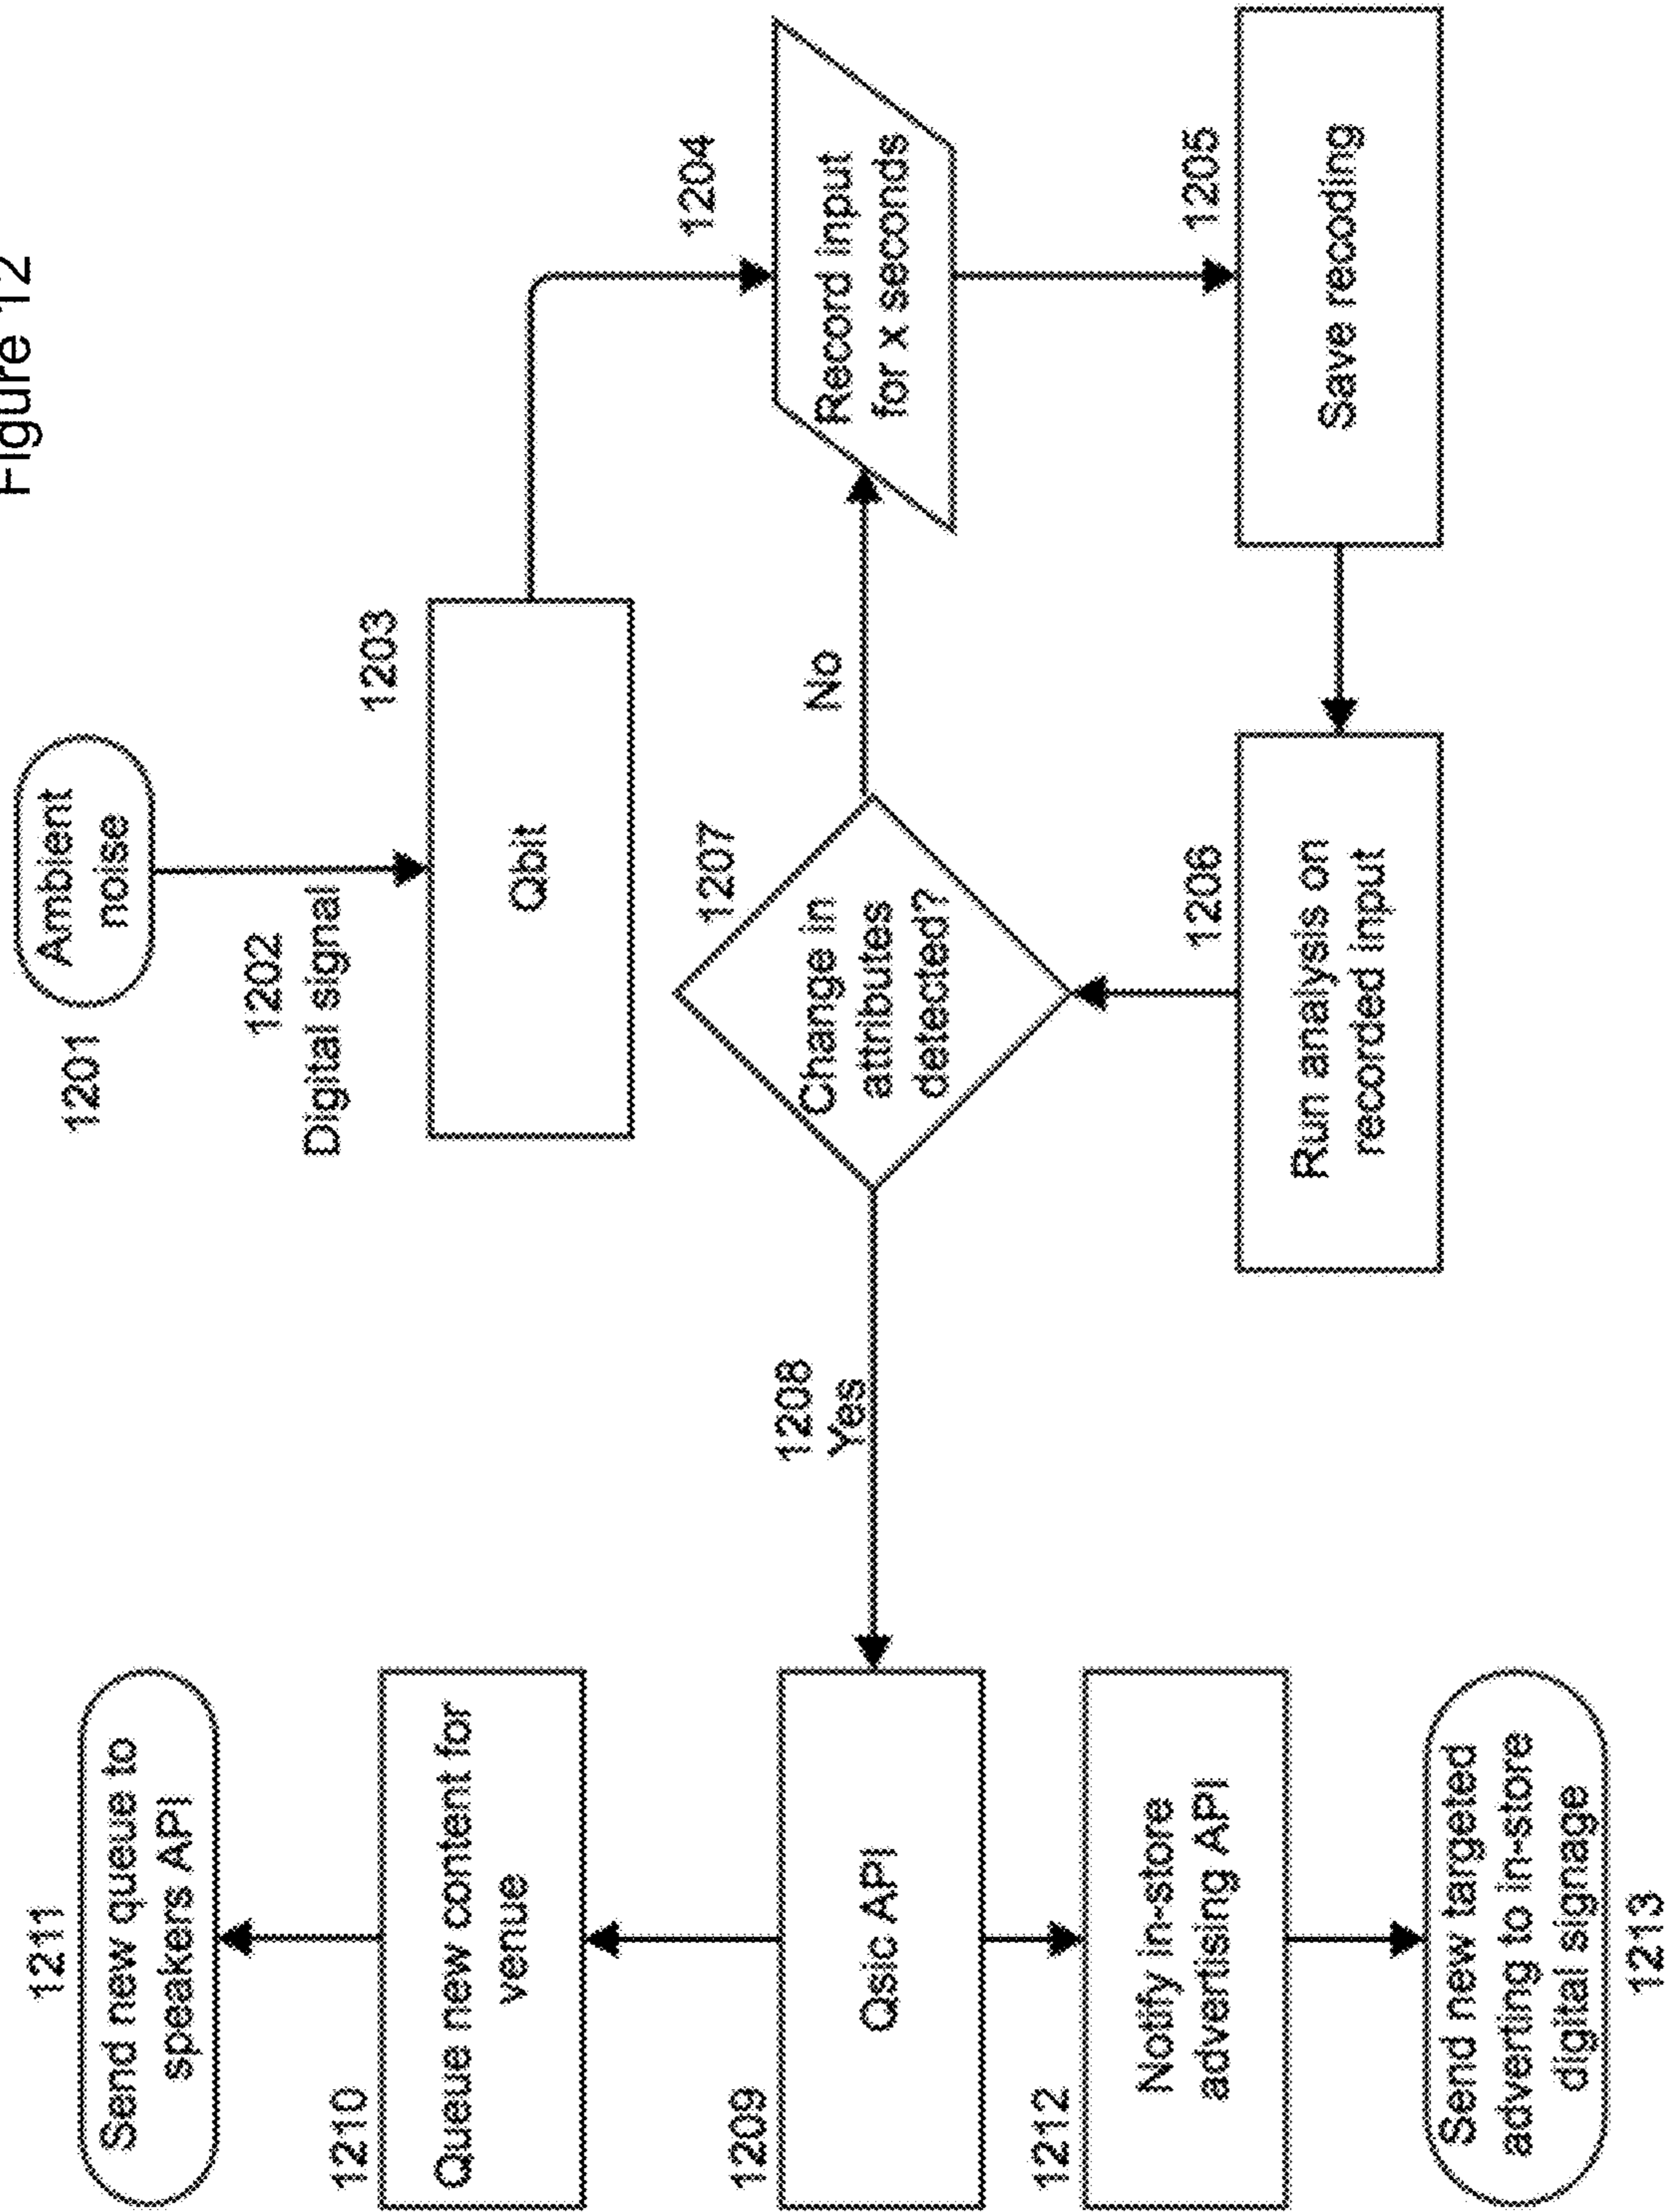 Figure 12
1201
Ambient
noise
1202
Digital signal
1203
Qbit
1204
Record input
for x seconds
1205
Save recoding
1206
Run analysis on
recorded input
1207
Change in
attributes
detected?
No
1208
Yes
1209
Qsic API
1210
Queue new content for
venue
1211
Send new queue to
speakers API
1212
Notify in-store
advertising API
Send new targeted
adverting to in-store
digital signage
1213